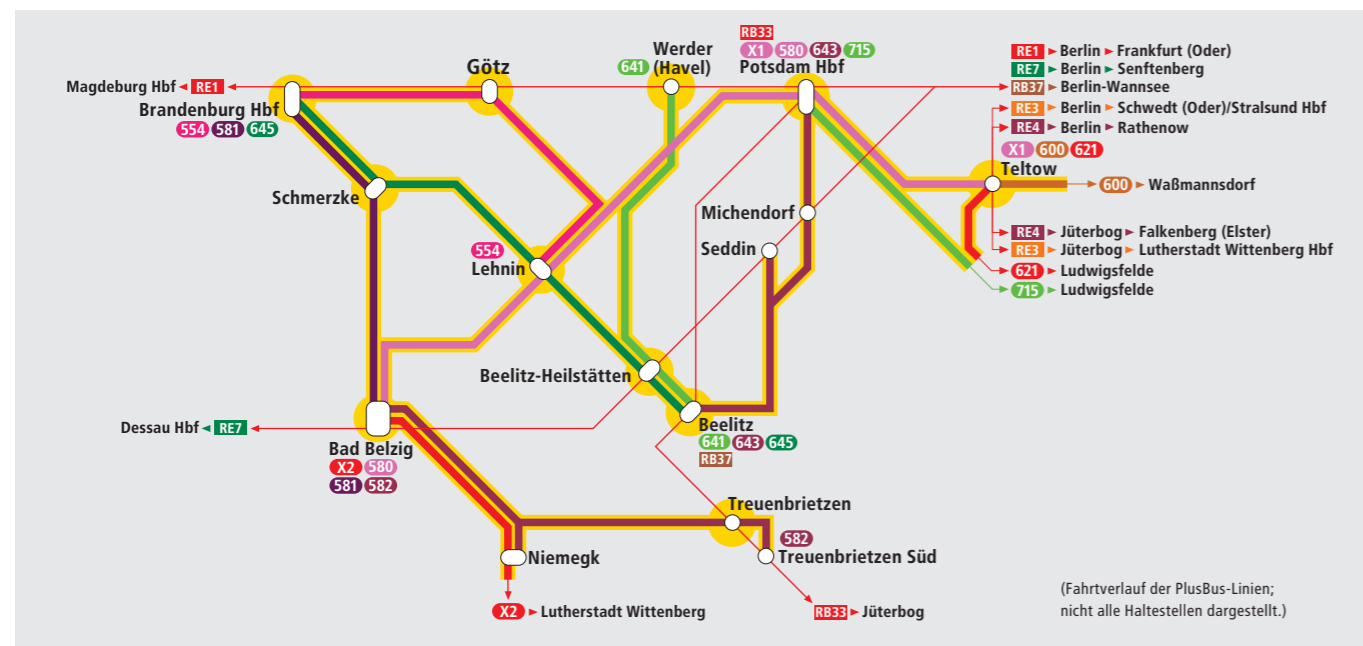 RB33
X1 580 643 715
Potsdam Hbf
Werder
641 (Havel)
Götz
Magdeburg Hbf ◄ RE1
Brandenburg Hbf
554 581 645
RE1 ► Berlin ► Frankfurt (Oder)
RE7 ► Berlin ► Senftenberg
RB37 ► Berlin-Wannsee
RE3 ► Berlin ► Schwedt (Oder)/Stralsund Hbf
RE4 ► Berlin ► Rathenow
X1 600 621
Teltow
600 ► Waßmannsdorf
Schmerzke
Michendorf
Seddin
RE4 ► Jüterbog ► Falkenberg (Elster)
RE3 ► Jüterbog ► Lutherstadt Wittenberg Hbf
621 ► Ludwigsfelde
715 ► Ludwigsfelde
554
Lehnin
Beelitz-Heilstätten
Dessau Hbf ◄ RE7
Beelitz
641 643 645
RB37
Bad Belzig
X2 580
581 582
Treuenbrietzen
582
Treuenbrietzen Süd
Niemegk
X2 ► Lutherstadt Wittenberg
RB33 ► Jüterbog
(Fahrtverlauf der PlusBus-Linien;
nicht alle Haltestellen dargestellt.)